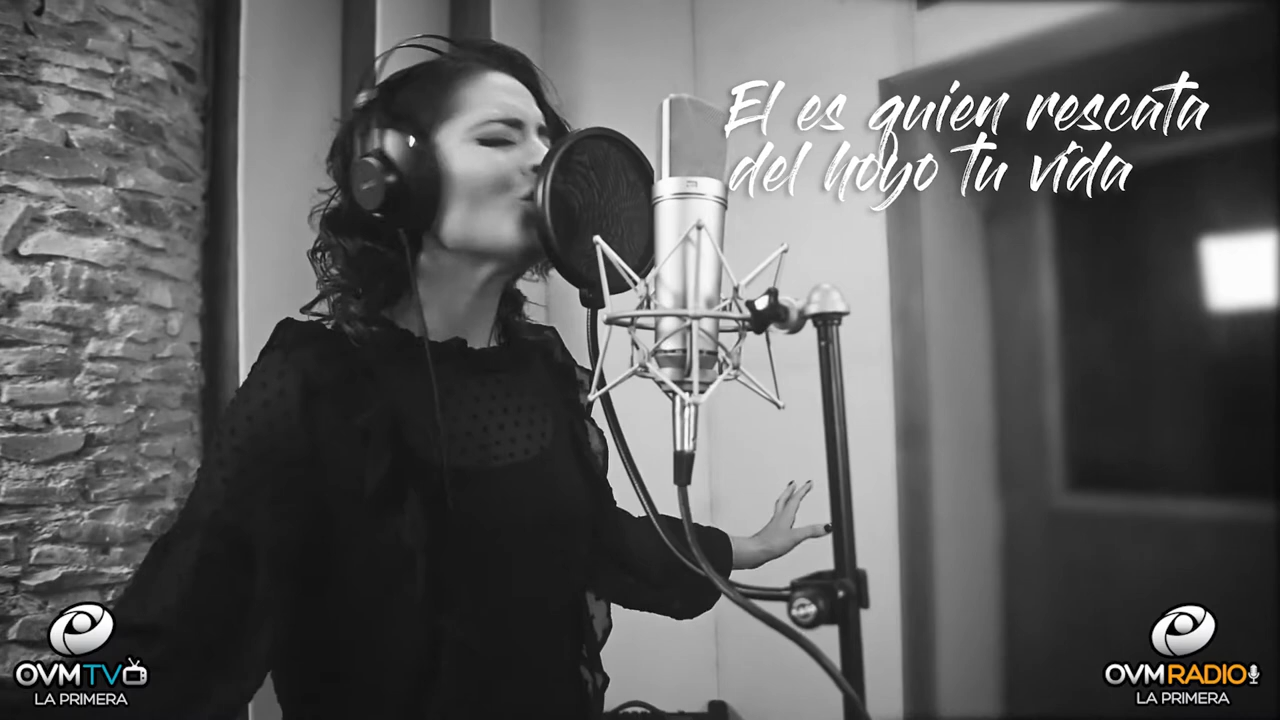 El es quien rescata
del hoyo tu vida
OVMTV
LA PRIMERA
OVMRADIO
LA PRIMERA